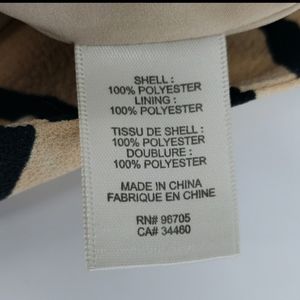 SHELL :
100% POLYESTER
LINING :
100% POLYESTER
TISSU DE SHELL :
100% POLYESTER
DOUBLURE :
100% POLYESTER
MADE IN CHINA
FABRIQUE EN CHINE
RN# 96705
CA# 34460